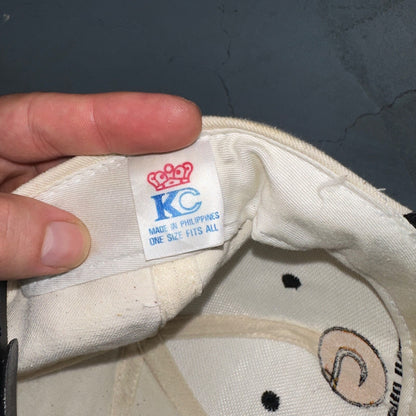 KC
MADE IN PHILIPPINES
ONE SIZE FITS ALL